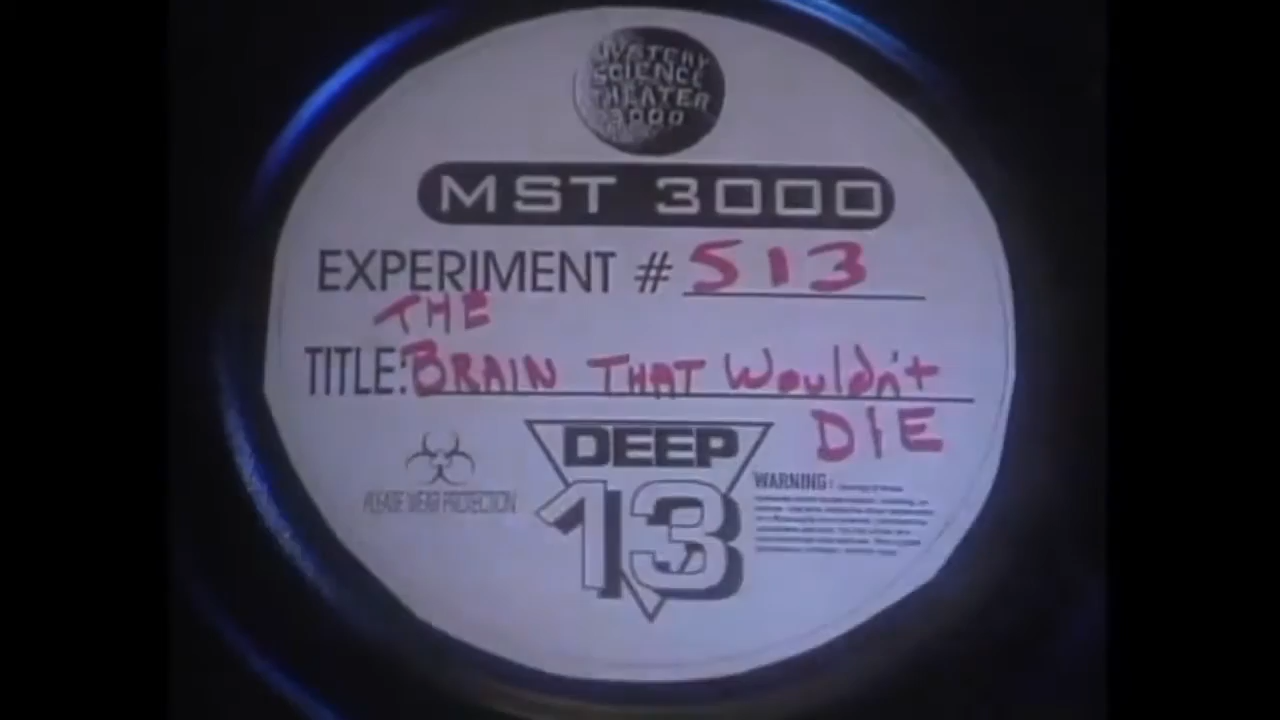 MYSTERY
SCIENCE
THEATER
3000
MST 3000
EXPERIMENT # 513
THE
TITLE: BRAIN THAT Wouldn't
DIE
DEEP
13
PLEASE WEAR PROTECTION
WARNING: